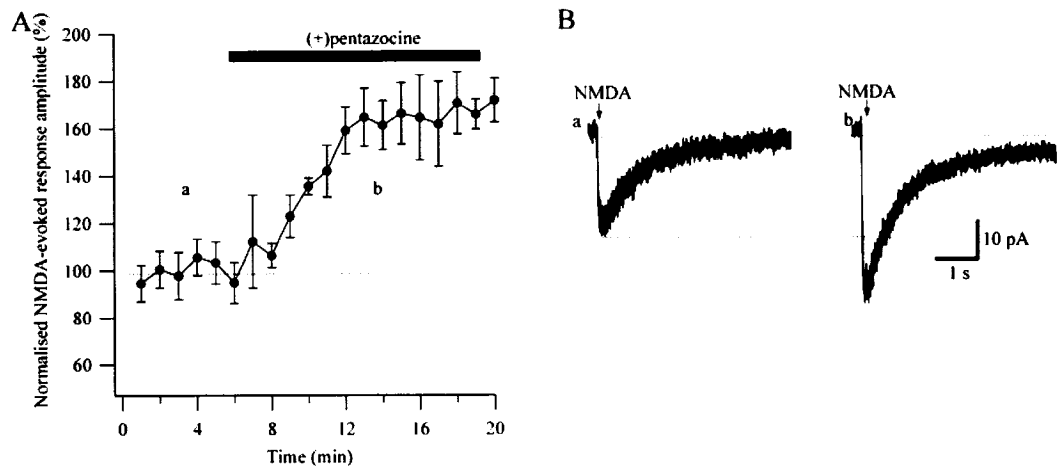 A
B
Normalised NMDA-evoked response amplitude (%)
200
180
160
140
120
100
80
60
(+)pentazocine
a
b
0
4
8
12
16
20
Time (min)
NMDA
a
NMDA
b
10 pA
1 s